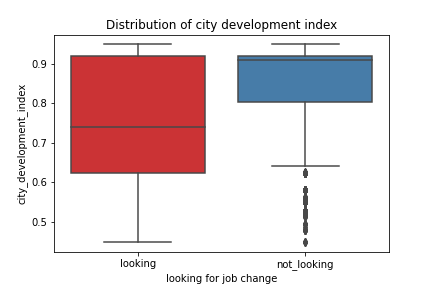 Distribution of city development index
city_development_index
0.9
0.8
0.7
0.6
0.5
looking
not_looking
looking for job change